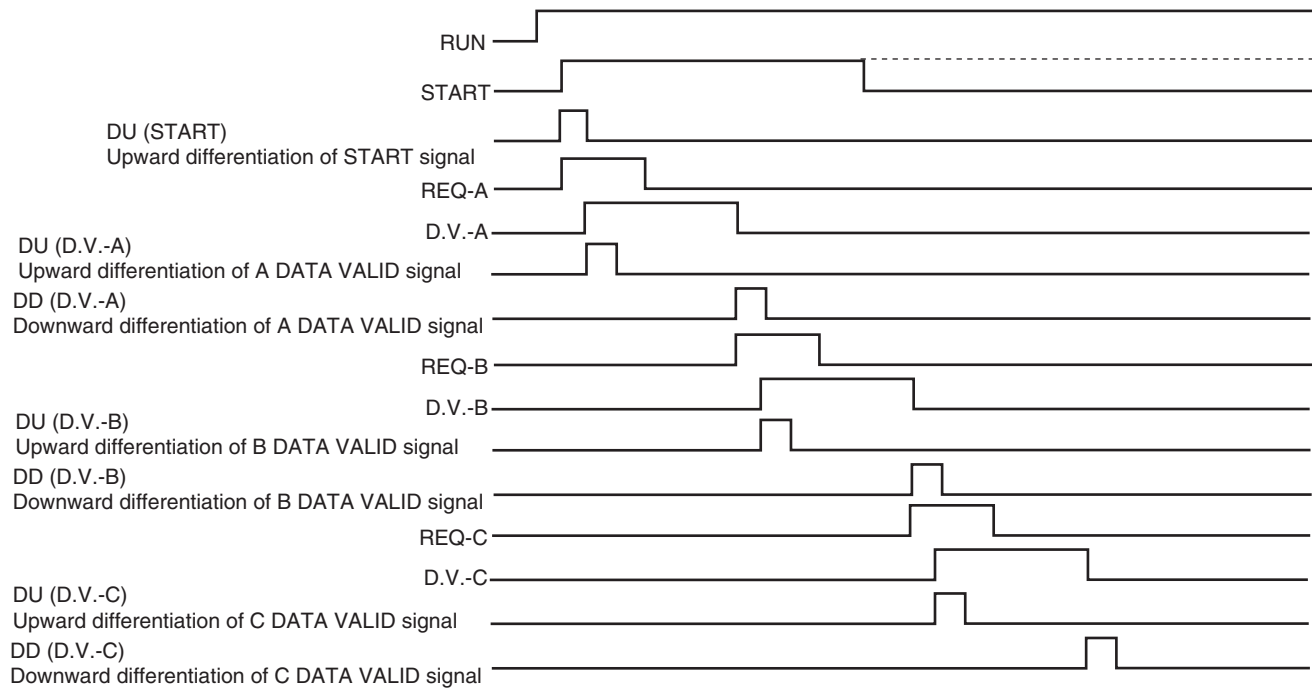 RUN
START
DU (START)
Upward differentiation of START signal
REQ-A
D.V.-A
DU (D.V.-A)
Upward differentiation of A DATA VALID signal
DD (D.V.-A)
Downward differentiation of A DATA VALID signal
REQ-B
D.V.-B
DU (D.V.-B)
Upward differentiation of B DATA VALID signal
DD (D.V.-B)
Downward differentiation of B DATA VALID signal
REQ-C
D.V.-C
DU (D.V.-C)
Upward differentiation of C DATA VALID signal
DD (D.V.-C)
Downward differentiation of C DATA VALID signal